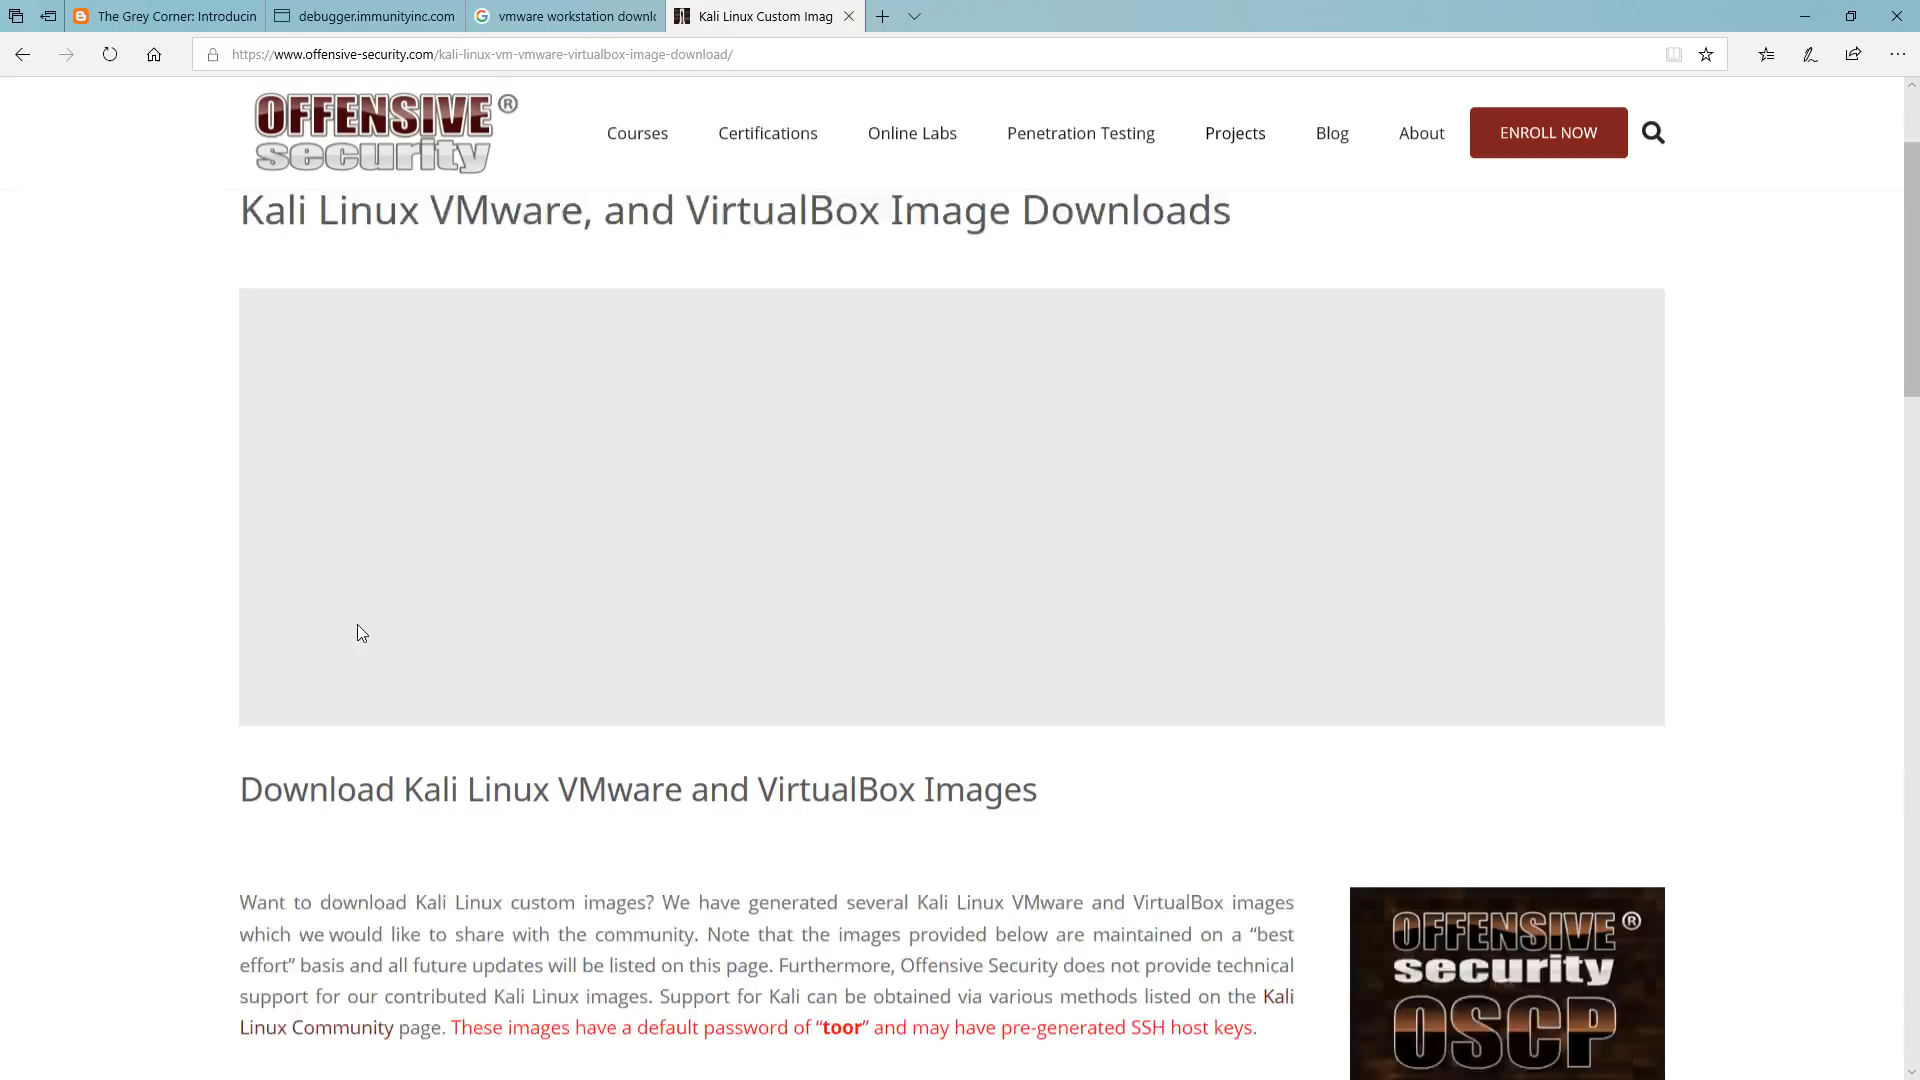 The Grey Corner: Introducin
debugger.immunityinc.com
vmware workstation downl
Kali Linux Custom Imag
https://www.offensive-security.com/kali-linux-vm-vmware-virtualbox-image-download/
OFFENSIVE ®
security
Courses
Certifications
Online Labs
Penetration Testing
Projects
Blog
About
ENROLL NOW
Kali Linux VMware, and VirtualBox Image Downloads
Download Kali Linux VMware and VirtualBox Images
Want to download Kali Linux custom images? We have generated several Kali Linux VMware and VirtualBox images
which we would like to share with the community. Note that the images provided below are maintained on a “best
effort” basis and all future updates will be listed on this page. Furthermore, Offensive Security does not provide technical
support for our contributed Kali Linux images. Support for Kali can be obtained via various methods listed on the Kali
Linux Community page. These images have a default password of “toor” and may have pre-generated SSH host keys.
OFFENSIVE ®
security
OSCP